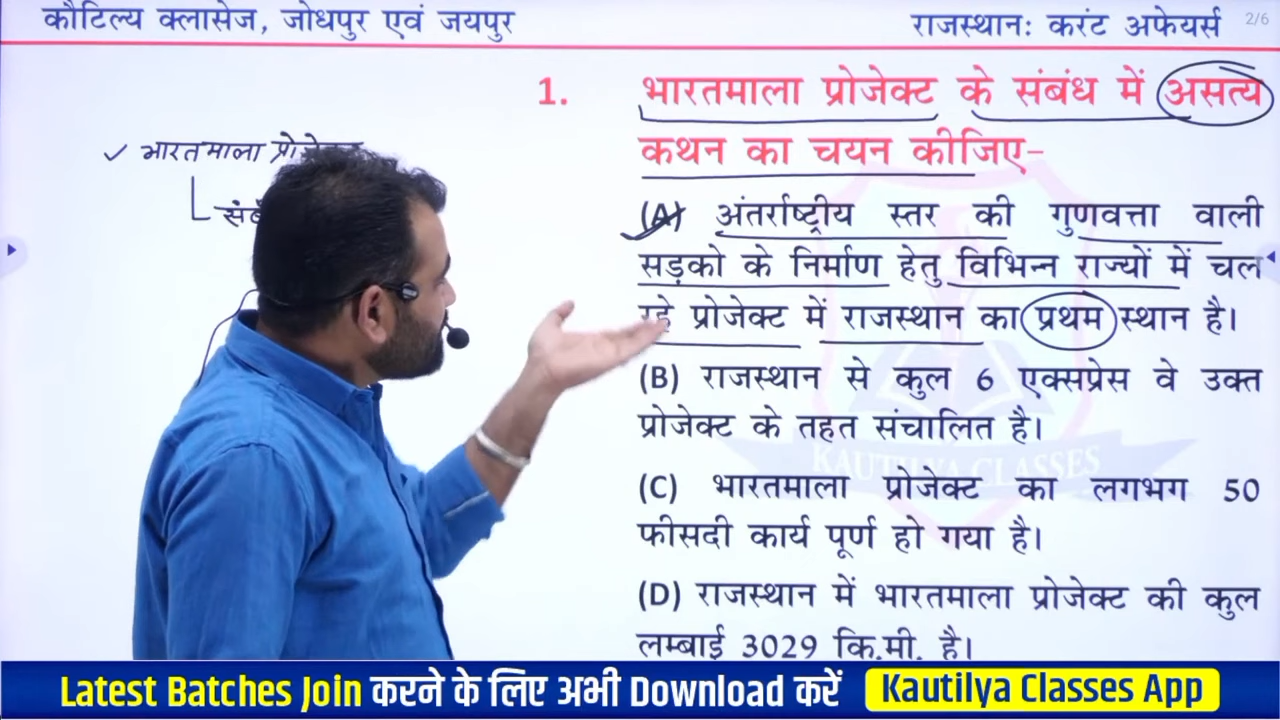 कौटिल्य क्लासेज, जोधपुर एवं जयपुर
राजस्थान: करंट अफेयर्स
2/6
1. भारतमाला प्रोजेक्ट के संबंध में असत्य
कथन का चयन कीजिए-
✓ भारतमाला प्रोजेक्ट
(A) अंतर्राष्ट्रीय स्तर की गुणवत्ता वाली
सड़को के निर्माण हेतु विभिन्न राज्यों में चल
रहे प्रोजेक्ट में राजस्थान का प्रथम स्थान है।
(B) राजस्थान से कुल 6 एक्सप्रेस वे उक्त
प्रोजेक्ट के तहत संचालित है।
KAUTILYA CLASSES
(C) भारतमाला प्रोजेक्ट का लगभग 50
फीसदी कार्य पूर्ण हो गया है।
(D) राजस्थान में भारतमाला प्रोजेक्ट की कुल
लम्बाई 3029 कि.मी. है।
Latest Batches Join करने के लिए अभी Download करें Kautilya Classes App